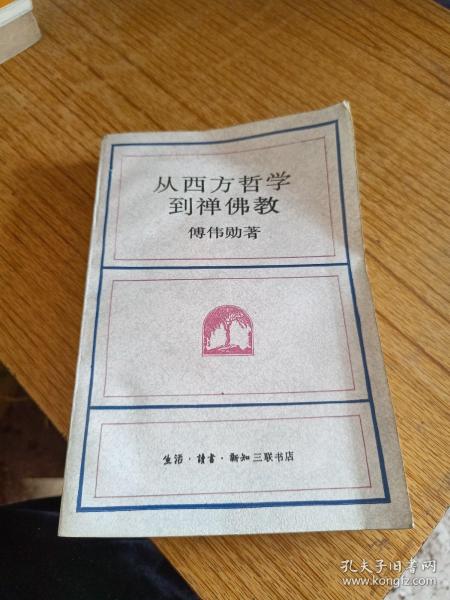 从西方哲学
到禅佛教
傅伟勋著
生活·读书·新知三联书店
孔夫子旧书网
www.kongfz.com